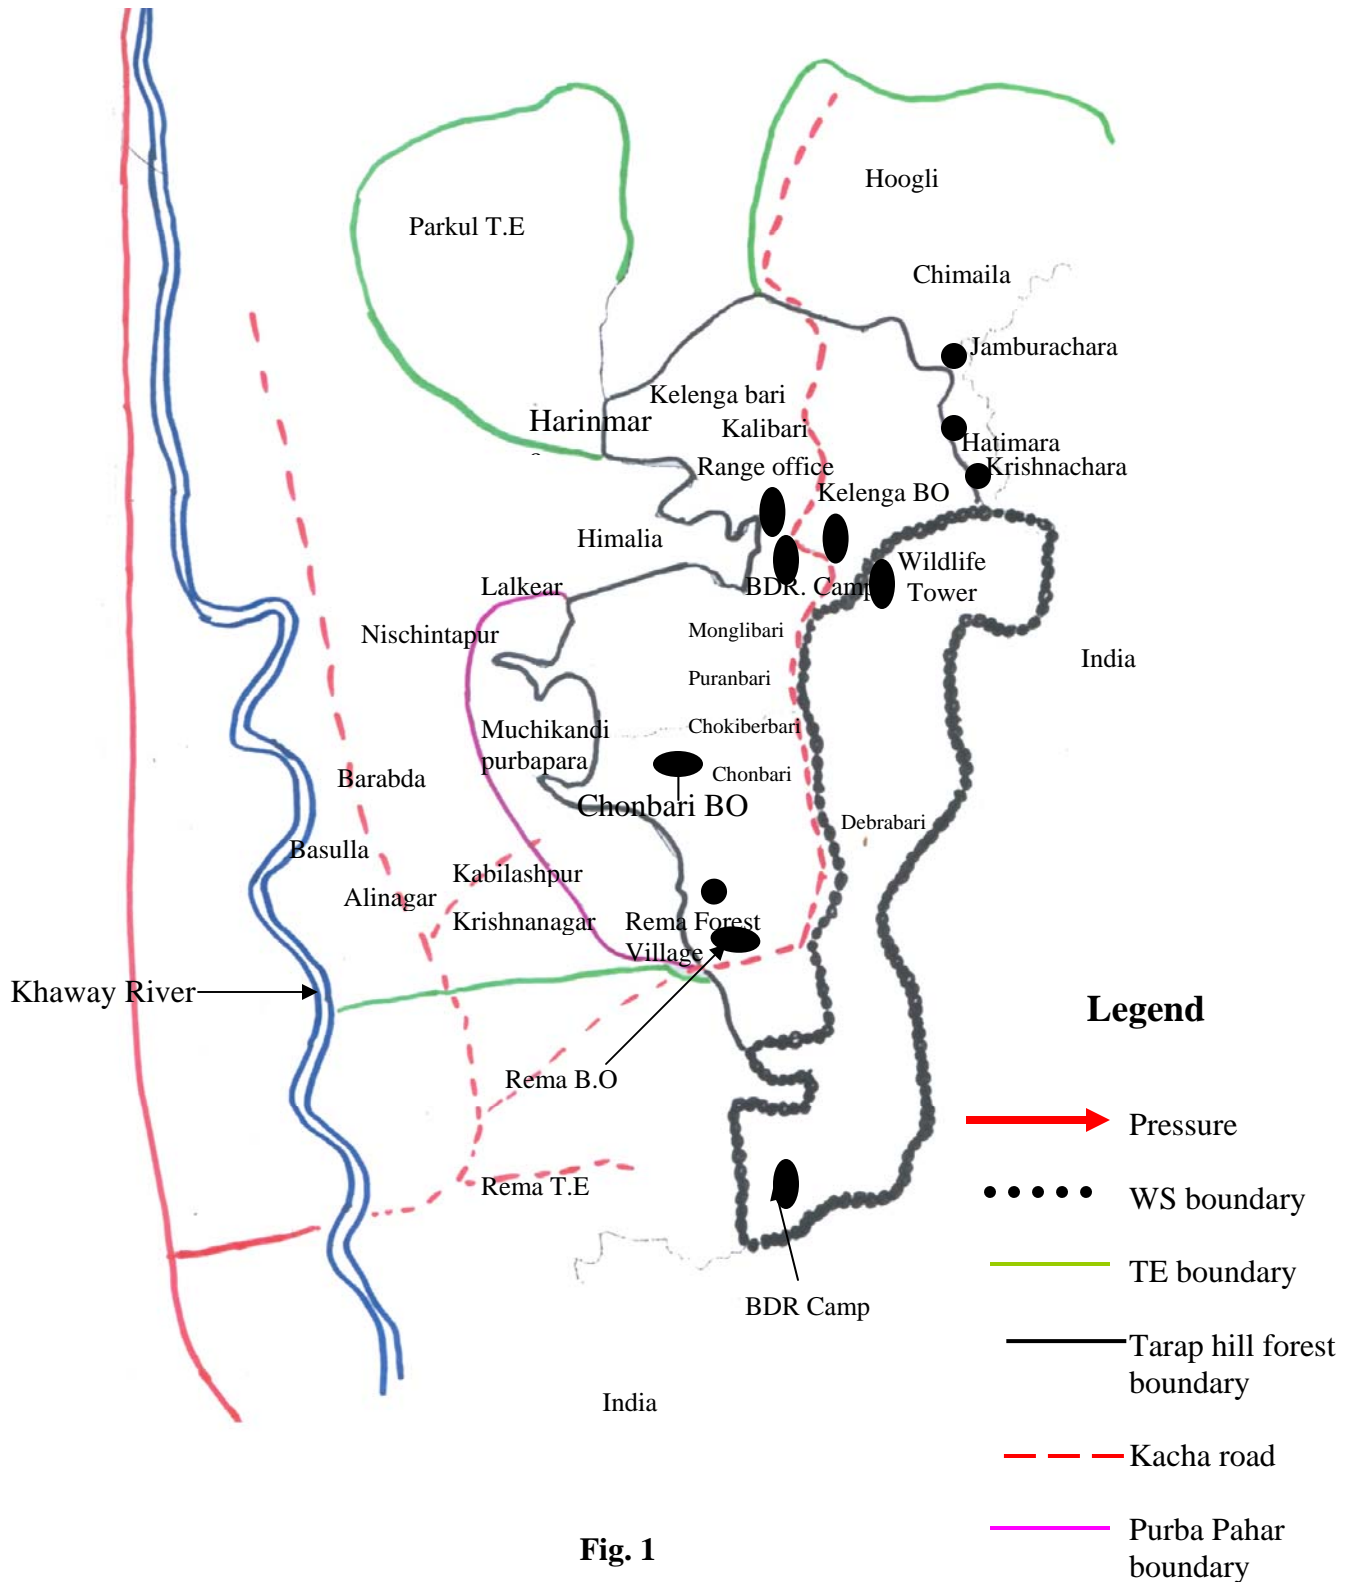 Hoogli
Parkul T.E
Chimaila
Jamburachara
Kelenga bari
Harinmar
Kalibari
Hatimara
Range office
Krishnachara
Kelenga BO
Himalia
Wildlife
Tower
Lalkear
BDR. Camp
Nischintapur
Monglibari
India
Puranbari
Muchikandi
purbapara
Chokiberbari
Barabda
Chonbari
Chonbari BO
Debrabari
Basulla
Kabilashpur
Alinagar
Krishnanagar
Rema Forest
Village
Khaway River
Rema B.O
Rema T.E
BDR Camp
India
Legend
Pressure
WS boundary
TE boundary
Tarap hill forest
boundary
Kacha road
Purba Pahar
boundary
Fig. 1